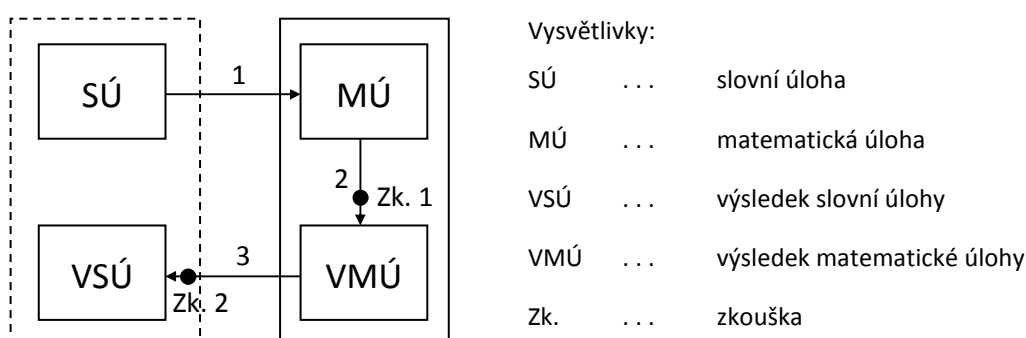 SÚ
1
MÚ
2
Zk. 1
VSÚ
3
VMÚ
Zk. 2
Vysvětlivky:
SÚ . . . slovní úloha
MÚ . . . matematická úloha
VSÚ . . . výsledek slovní úlohy
VMÚ . . . výsledek matematické úlohy
Zk. . . . zkouška